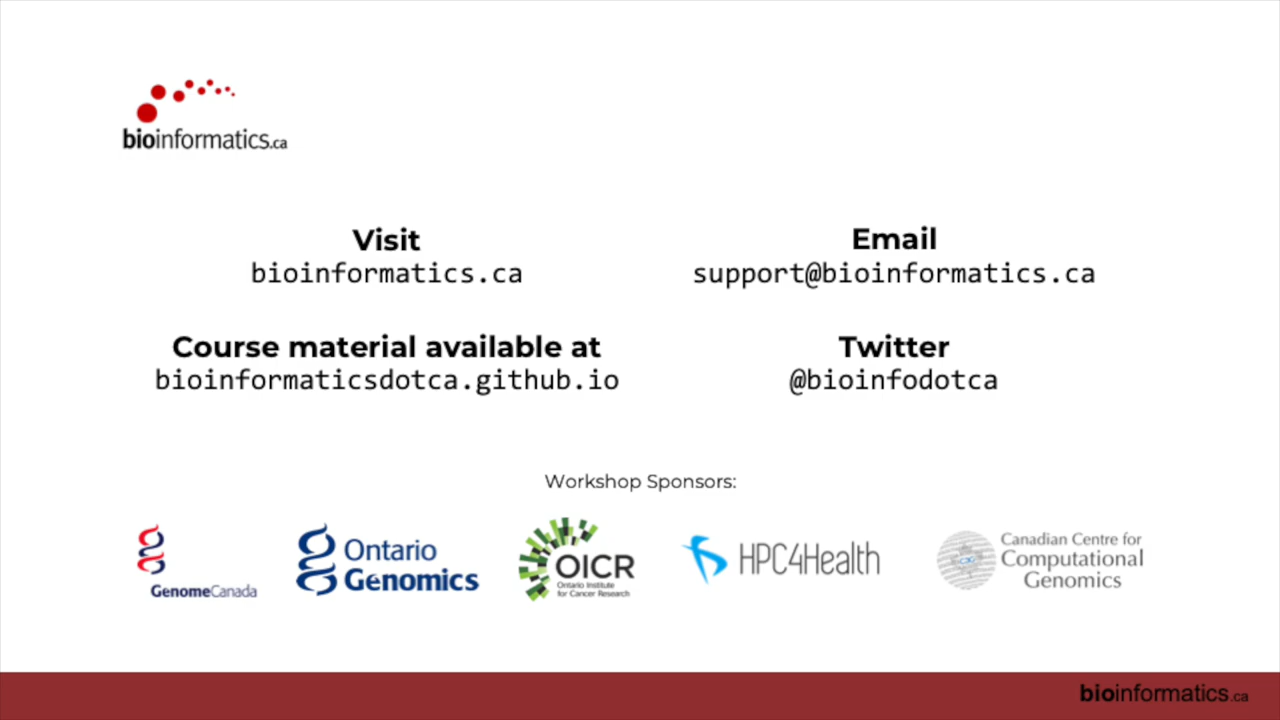 bioinformatics.ca
Visit
bioinformatics.ca
Email
support@bioinformatics.ca
Course material available at
bioinformaticsdotca.github.io
Twitter
@bioinfodotca
Workshop Sponsors:
GenomeCanada
Ontario
Genomics
OICR
Ontario Institute
for Cancer Research
HPC4Health
Canadian Centre for
Computational
Genomics
bioinformatics.ca